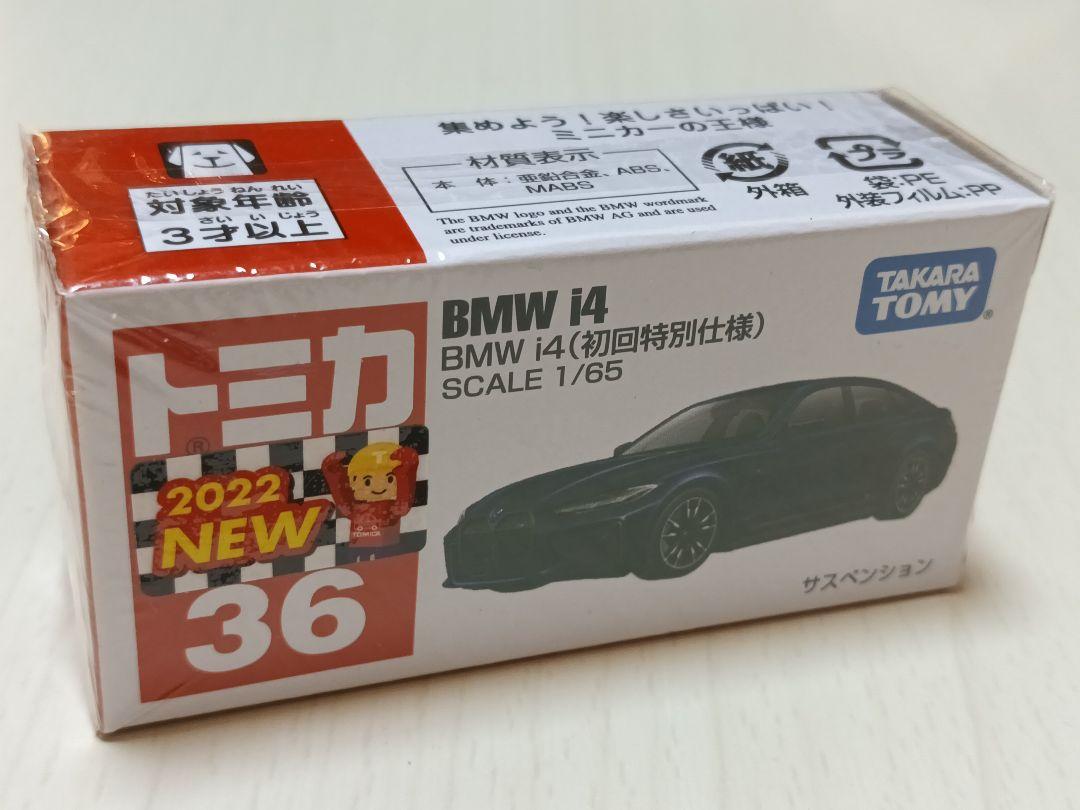 集めよう！楽しさいっぱい！
ミニカーの王様
たいしょう ねん れい
対象年齢
さい い じょう
3才以上
材質表示
本 体：亜鉛合金、ABS、
MABS
The BMW logo and the BMW wordmark
are trademarks of BMW AG and are used
under license.
紙
外箱
プラ
袋:PE
外装フィルム:PP
トミカ
®
2022
NEW
TOMICA
36
BMW i4
BMW i4(初回特別仕様)
SCALE 1/65
TAKARA
TOMY
®
サスペンション